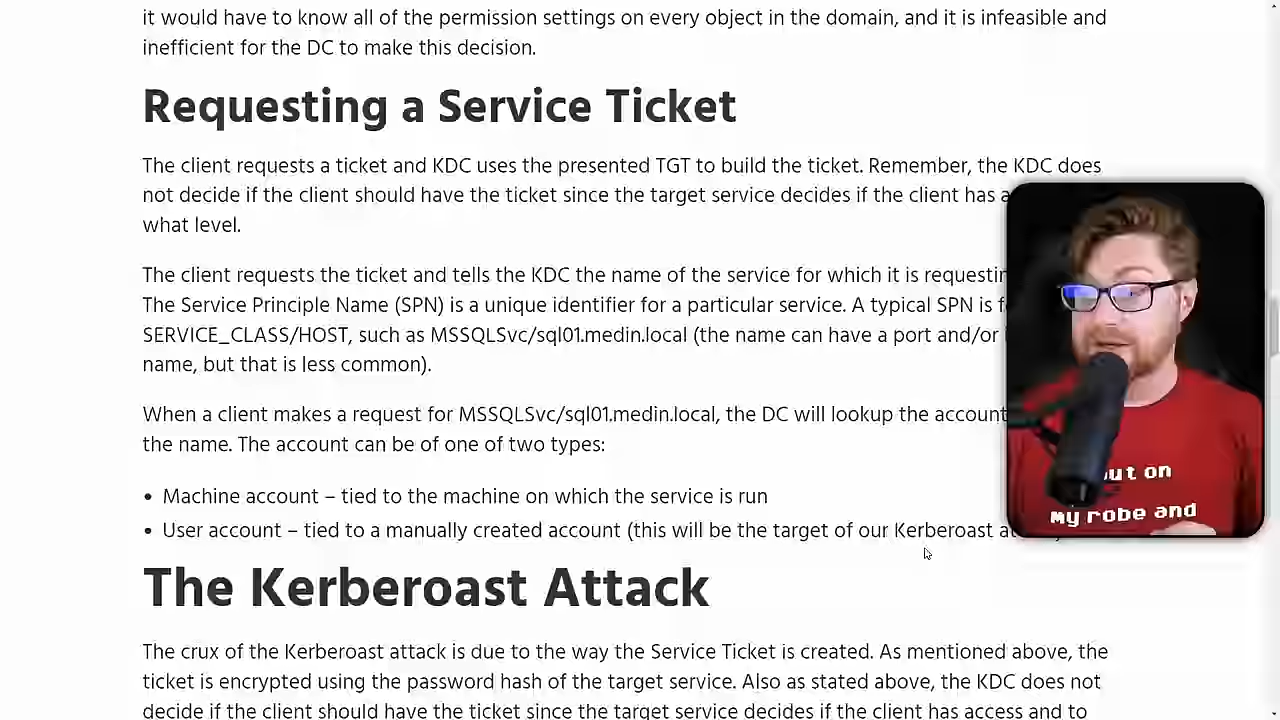 it would have to know all of the permission settings on every object in the domain, and it is infeasible and
inefficient for the DC to make this decision.
Requesting a Service Ticket
The client requests a ticket and KDC uses the presented TGT to build the ticket. Remember, the KDC does
not decide if the client should have the ticket since the target service decides if the client has
what level.
The client requests the ticket and tells the KDC the name of the service for which it is
The Service Principle Name (SPN) is a unique identifier for a particular service. A typical SPN is
SERVICE_CLASS/HOST, such as MSSQLSvc/sql01.medin.local (the name can have a port and/or
name, but that is less common).
When a client makes a request for MSSQLSvc/sql01.medin.local, the DC will lookup the account
the name. The account can be of one of two types:
• Machine account – tied to the machine on which the service is run
• User account – tied to a manually created account (this will be the target of our Kerberoast
The Kerberoast Attack
The crux of the Kerberoast attack is due to the way the Service Ticket is created. As mentioned above, the
ticket is encrypted using the password hash of the target service. Also as stated above, the KDC does not
decide if the client should have the ticket since the target service decides if the client has access and to
on
my robe and